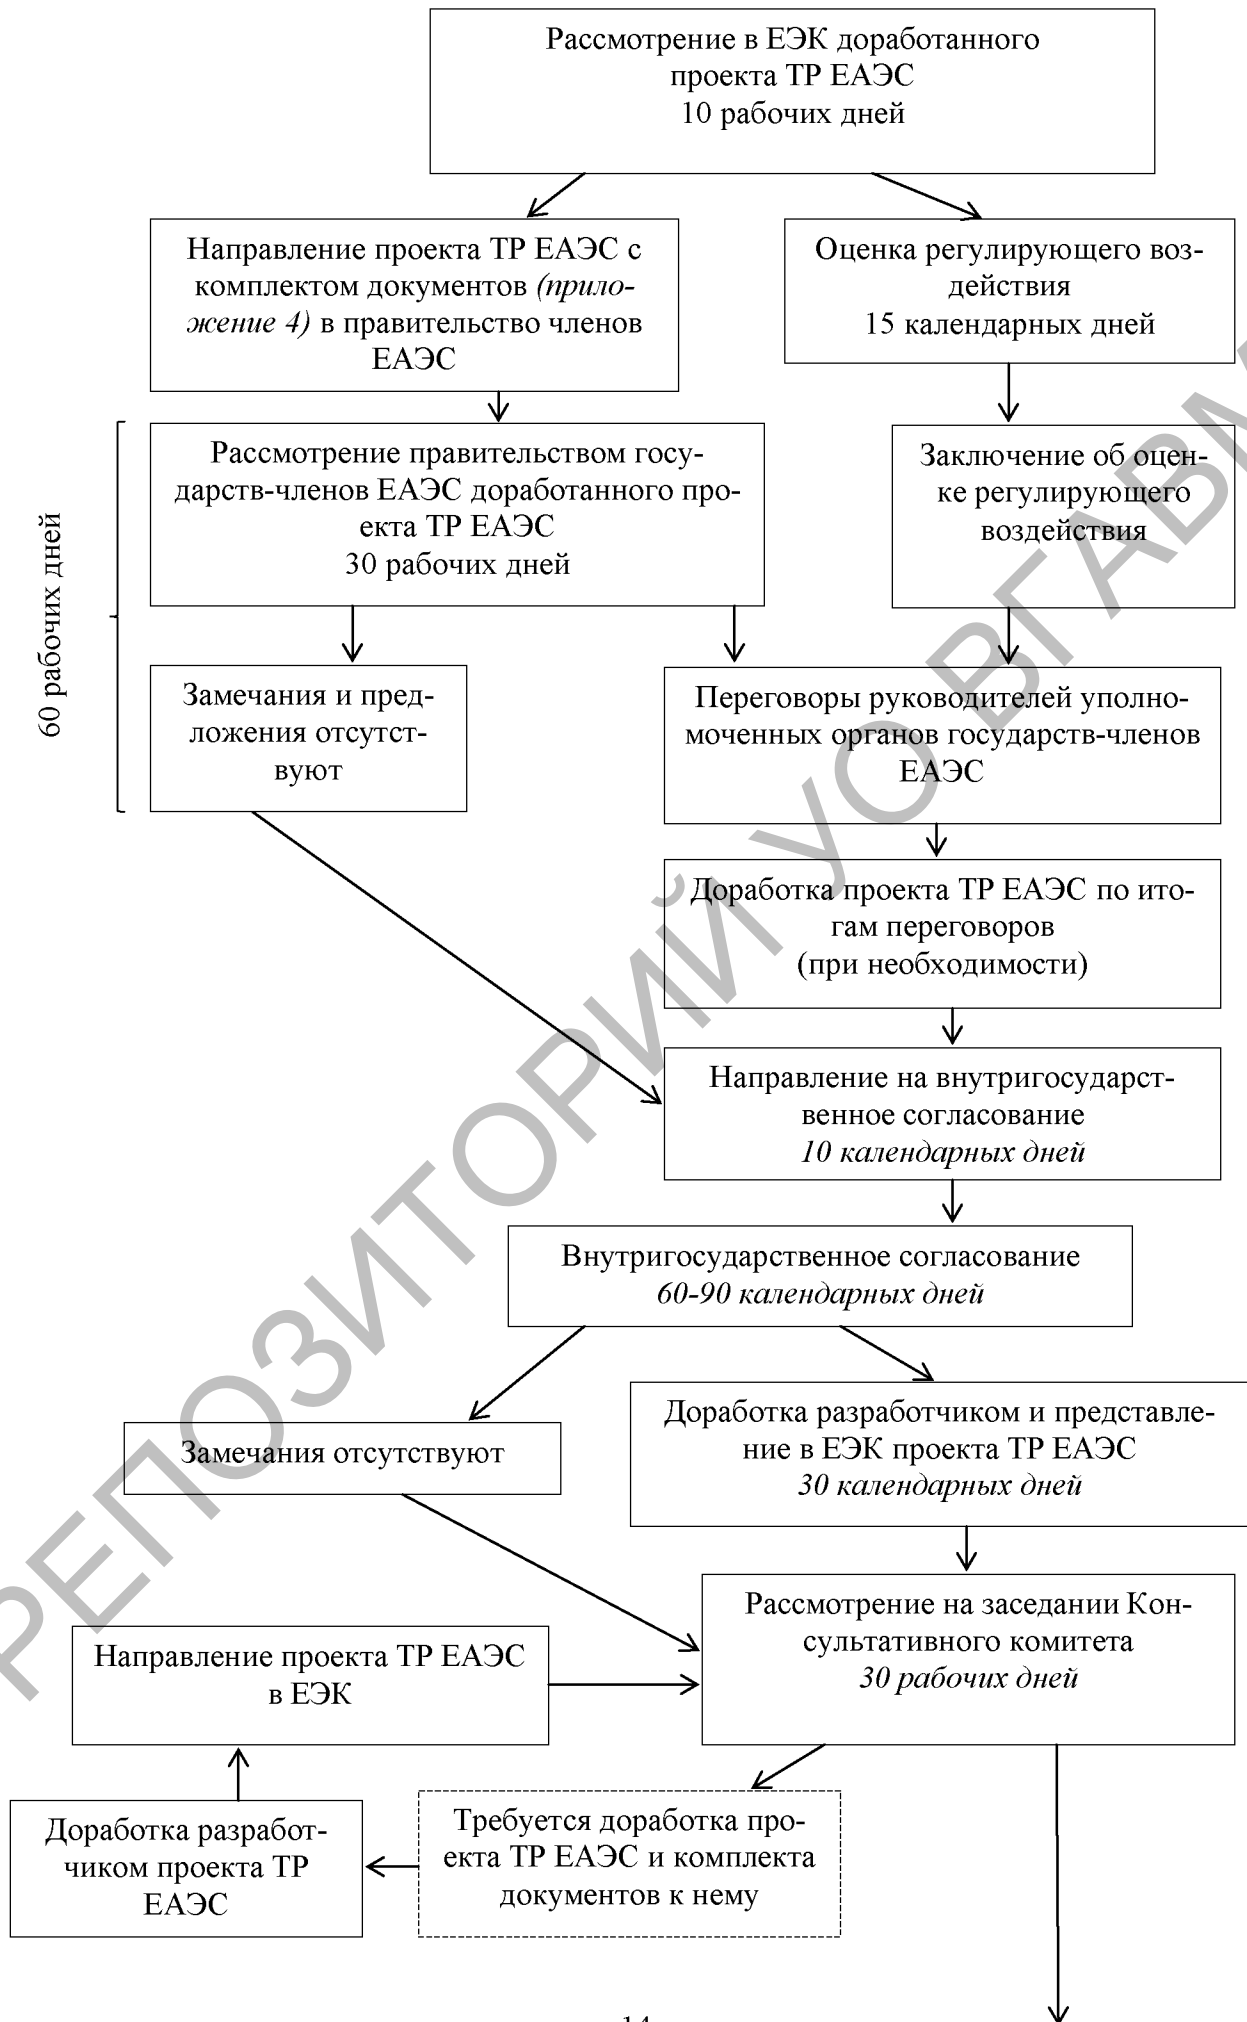 Рассмотрение в ЕЭК доработанного
проекта ТР ЕАЭС
10 рабочих дней
Направление проекта ТР ЕАЭС с
комплектом документов (прило-
жение 4) в правительство членов
ЕАЭС
Оценка регулирующего воз-
действия
15 календарных дней
60 рабочих дней
Рассмотрение правительством госу-
дарств-членов ЕАЭС доработанного про-
екта ТР ЕАЭС
30 рабочих дней
Заключение об оцен-
ке регулирующего
воздействия
Замечания и пред-
ложения отсутст-
вуют
Переговоры руководителей уполно-
моченных органов государств-членов
ЕАЭС
Доработка проекта ТР ЕАЭС по ито-
гам переговоров
(при необходимости)
Направление на внутригосударст-
венное согласование
10 календарных дней
Внутригосударственное согласование
60-90 календарных дней
Замечания отсутствуют
Доработка разработчиком и представле-
ние в ЕЭК проекта ТР ЕАЭС
30 календарных дней
Рассмотрение на заседании Кон-
сультативного комитета
30 рабочих дней
Направление проекта ТР ЕАЭС
в ЕЭК
Доработка разработ-
чиком проекта ТР
ЕАЭС
Требуется доработка про-
екта ТР ЕАЭС и комплекта
документов к нему
РЕПОЗИТОРИЙ УО ВГАВМ
14